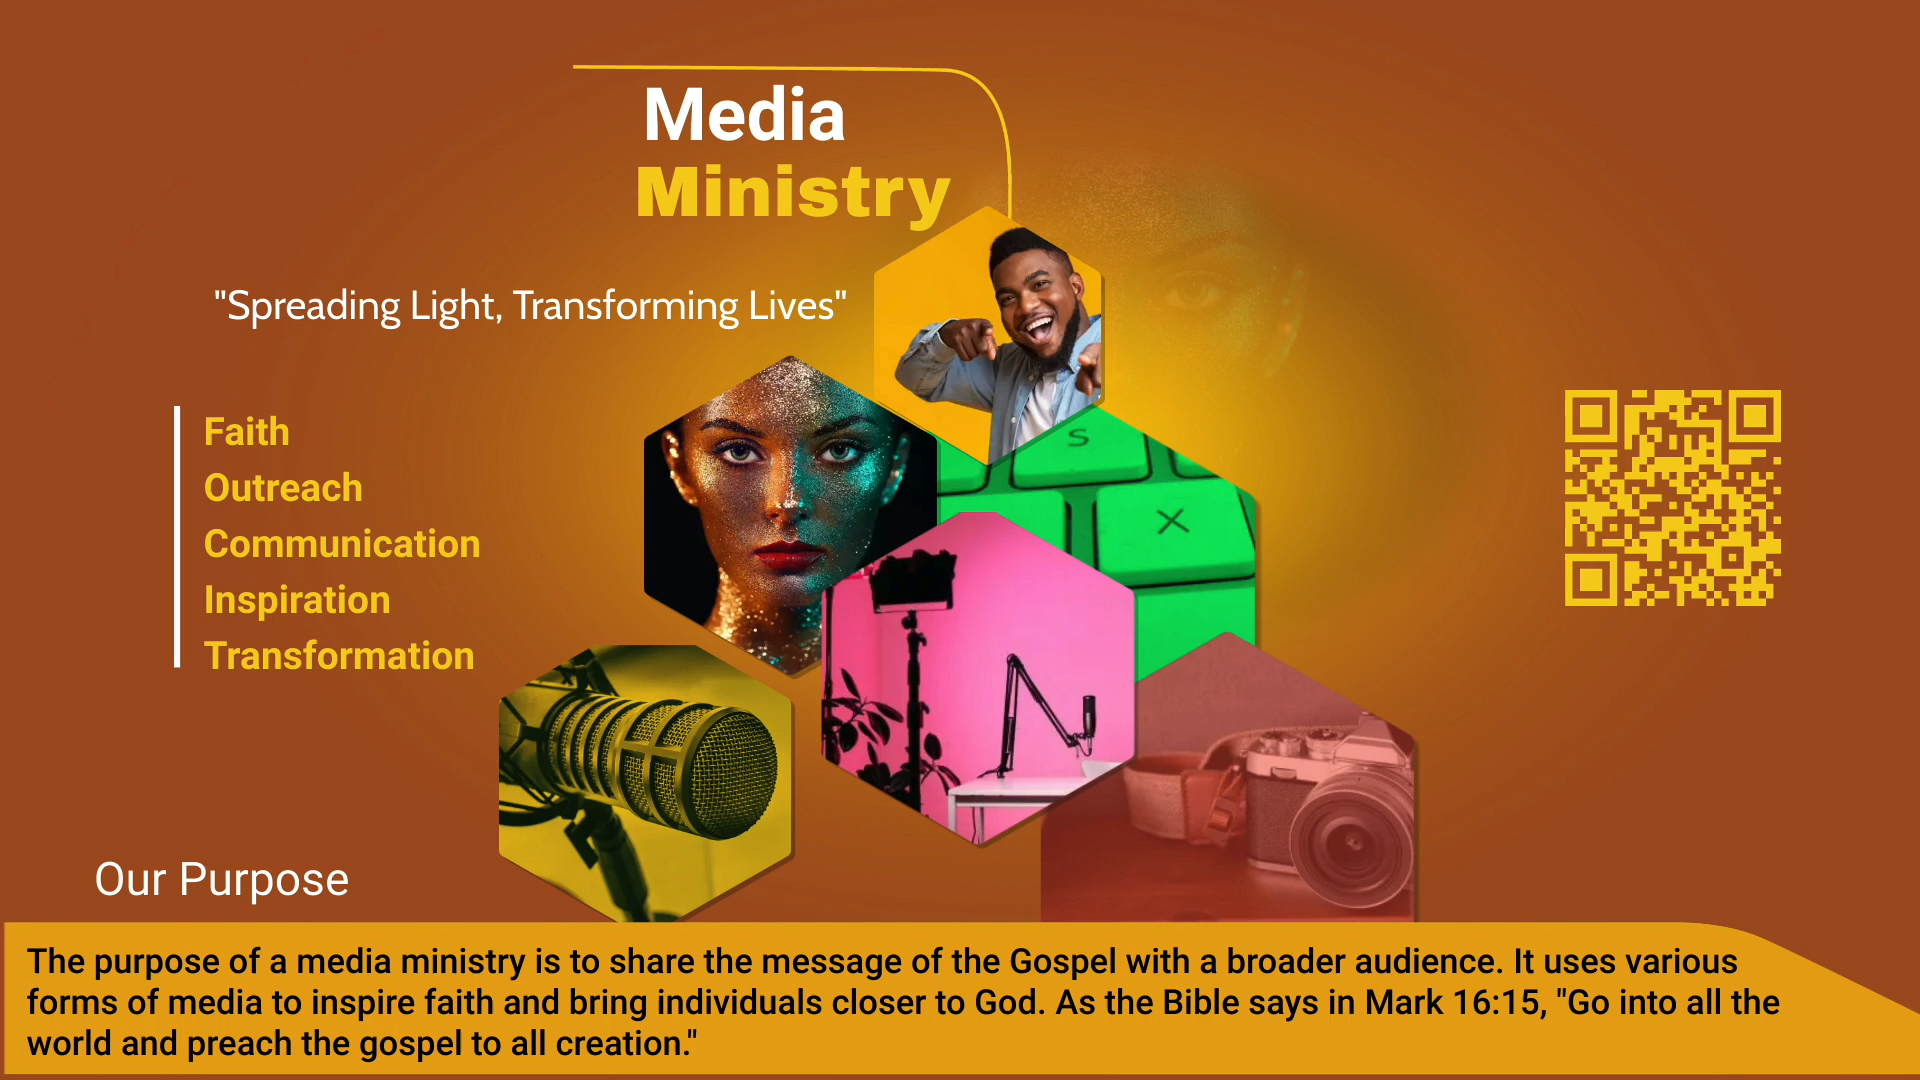 Media
Ministry
"Spreading Light, Transforming Lives"
Faith
Outreach
Communication
Inspiration
Transformation
S
X
Our Purpose
The purpose of a media ministry is to share the message of the Gospel with a broader audience. It uses various
forms of media to inspire faith and bring individuals closer to God. As the Bible says in Mark 16:15, "Go into all the
world and preach the gospel to all creation."